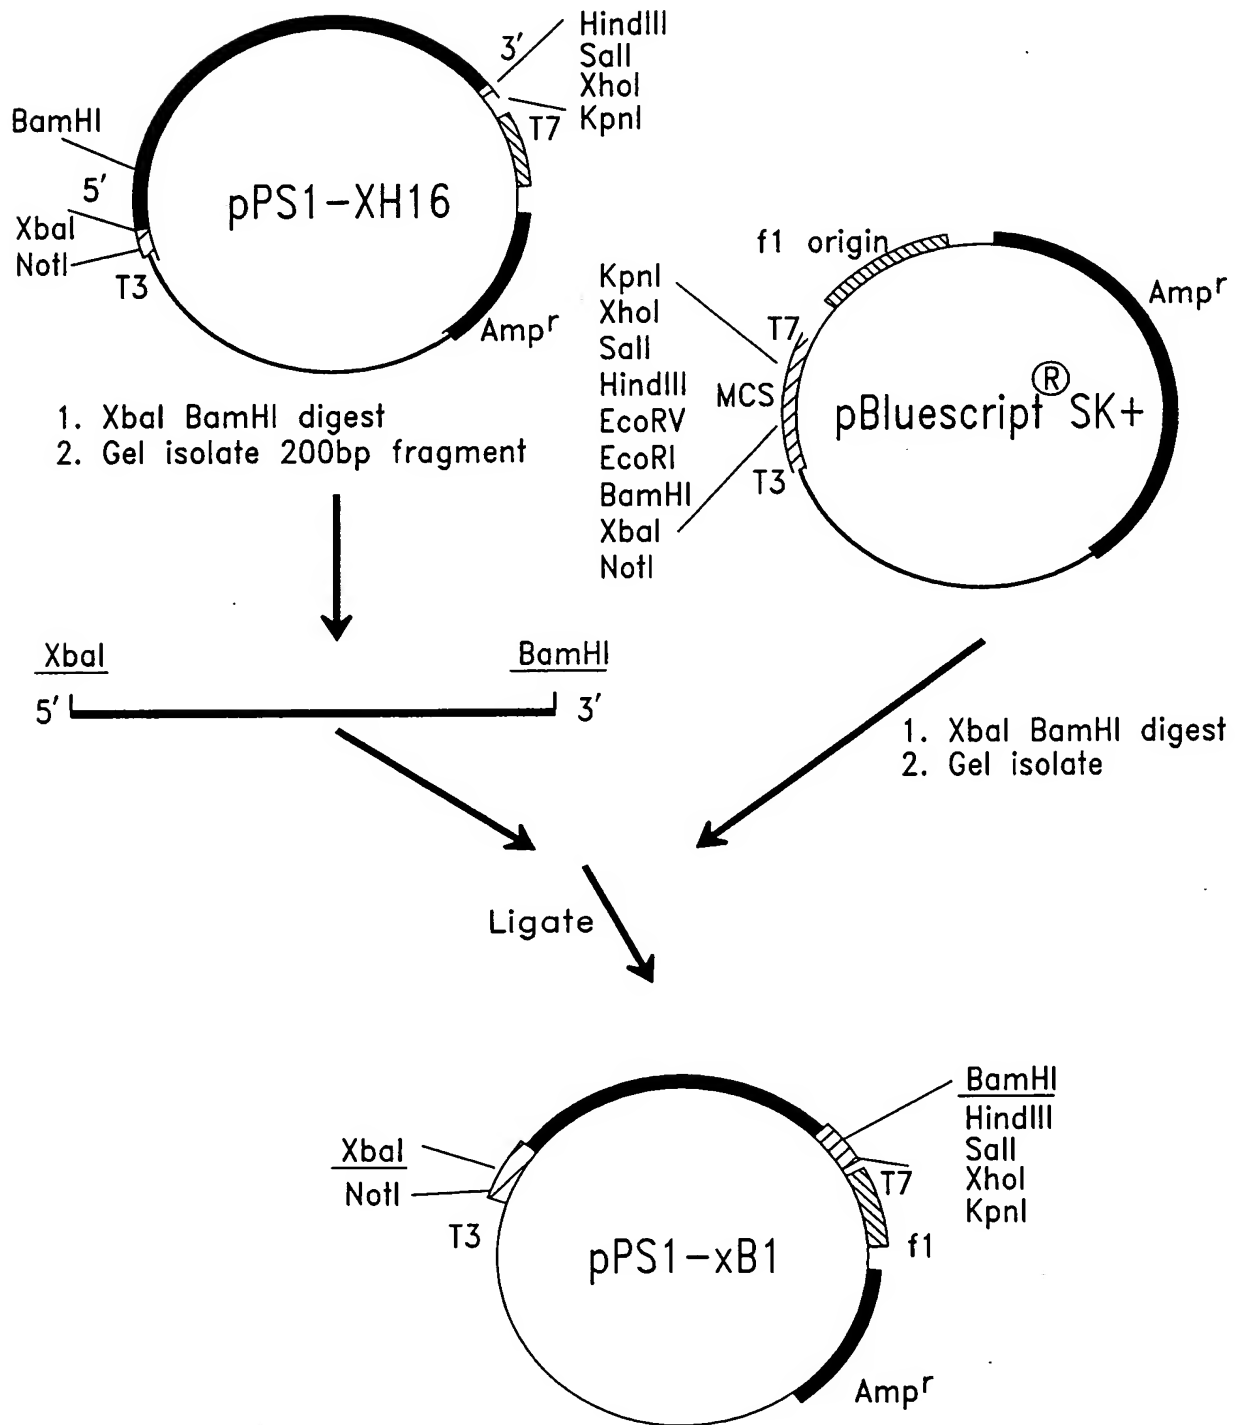 HindIII
SalI
XhoI
KpnI
3′
T7
BamHI
5′
XbaI
NotI
T3
pPS1-XH16
Ampr
1. XbaI BamHI digest
2. Gel isolate 200bp fragment
f1 origin
KpnI
XhoI
SalI
HindIII
EcoRV
EcoRI
BamHI
XbaI
NotI
T7
MCS
T3
pBluescript® SK+
Ampr
XbaI
BamHI
5′
3′
1. XbaI BamHI digest
2. Gel isolate
Ligate
XbaI
NotI
T3
BamHI
HindIII
SalI
XhoI
KpnI
T7
f1
pPS1-xB1
Ampr